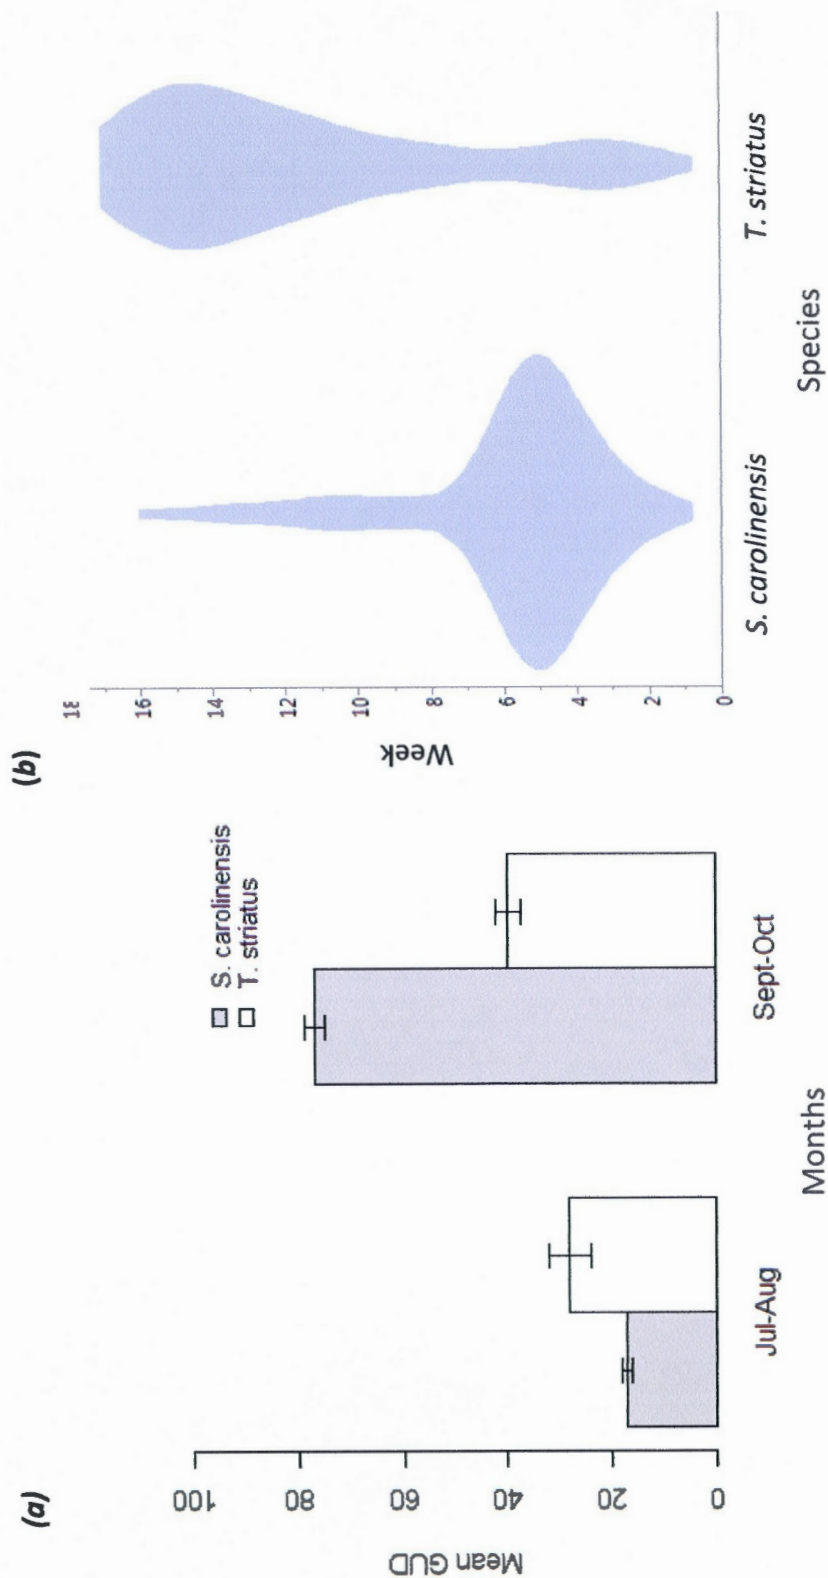 (a)
100
80
60
40
20
0
Mean GUD
S. carolinensis
T. striatus
Jul-Aug
Sept-Oct
Months
(b)
18
16
14
12
10
8
6
4
2
0
Week
S. carolinensis
T. striatus
Species